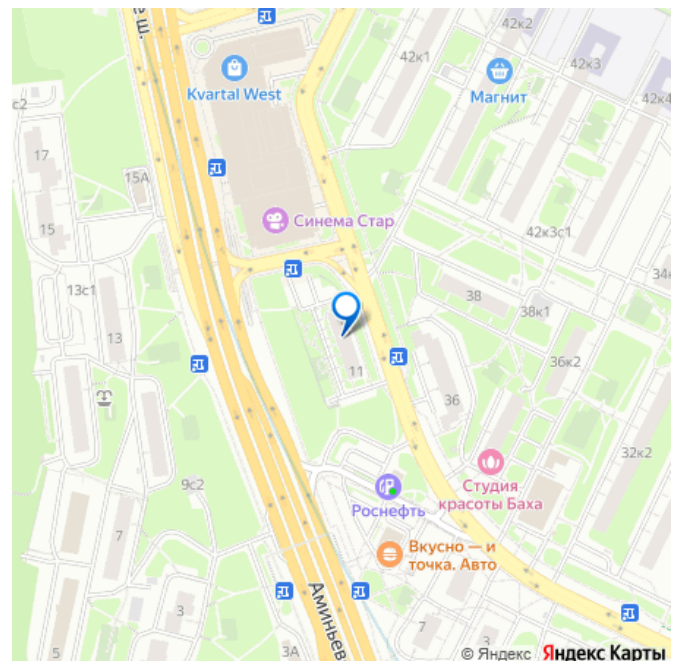 42к2
42к1
42к3
Kvartal West
Магнит
42к4
с2
17
15А
15
Синема Стар
42к3с1
13с1
38
34к
38к1
13
36к2
11
36
32к2
Студия
красоты Баха
9с2
Роснефть
7
Вкусно — и
точка. Авто
3
Аминьев
7
3
5
3А
© Яндекс Яндекс Карты